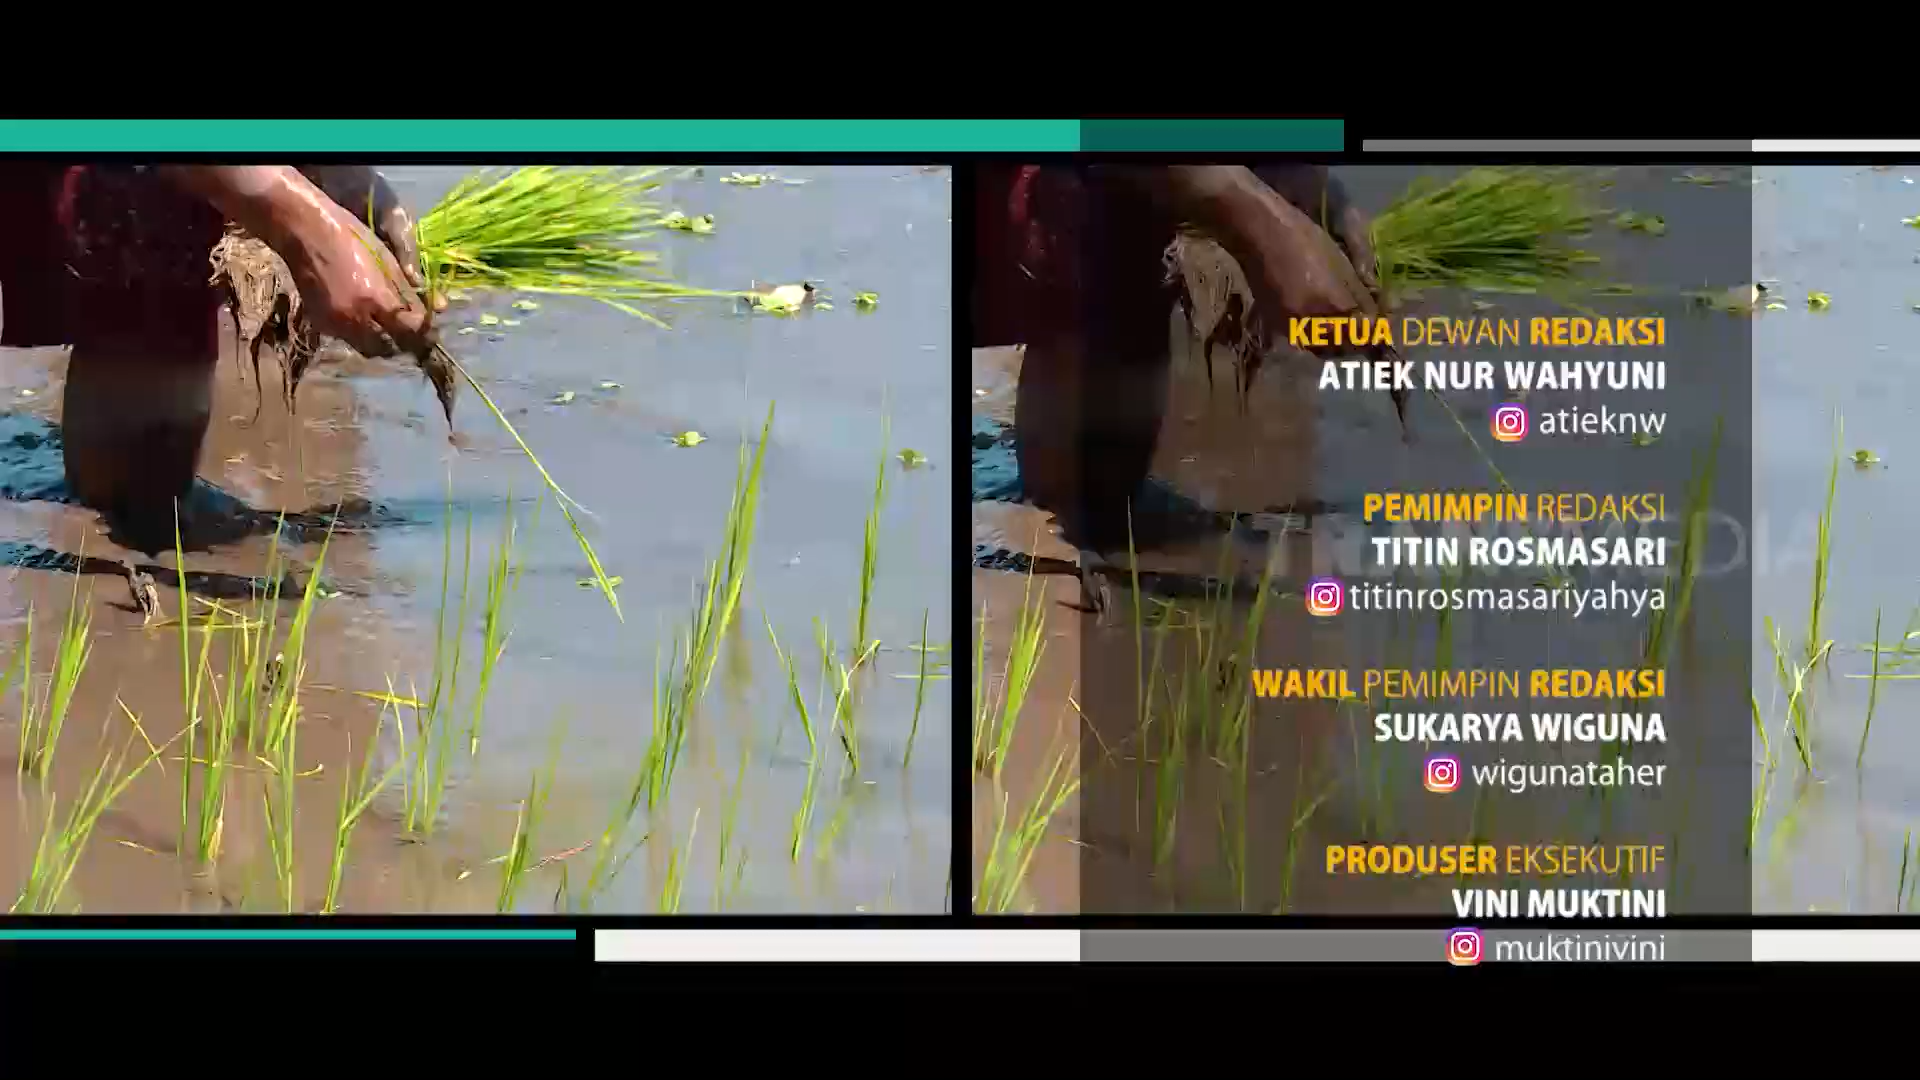 KETUA DEWAN REDAKSI
ATIEK NUR WAHYUNI
atieknw
PEMIMPIN REDAKSI
TITIN ROSMASARI
titinrosmasariyahya
WAKIL PEMIMPIN REDAKSI
SUKARYA WIGUNA
wigunataher
PRODUSER EKSEKUTIF
VINI MUKTINI
muktinivini